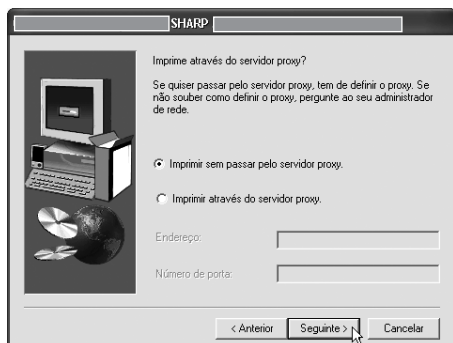 SHARP
Imprime através do servidor proxy?
Se quiser passar pelo servidor proxy, tem de definir o proxy. Se
não souber como definir o proxy, pergunte ao seu administrador
de rede.
Imprimir sem passar pelo servidor proxy.
Imprimir através do servidor proxy.
Endereço:
Número de porta:
< Anterior
Seguinte >
Cancelar